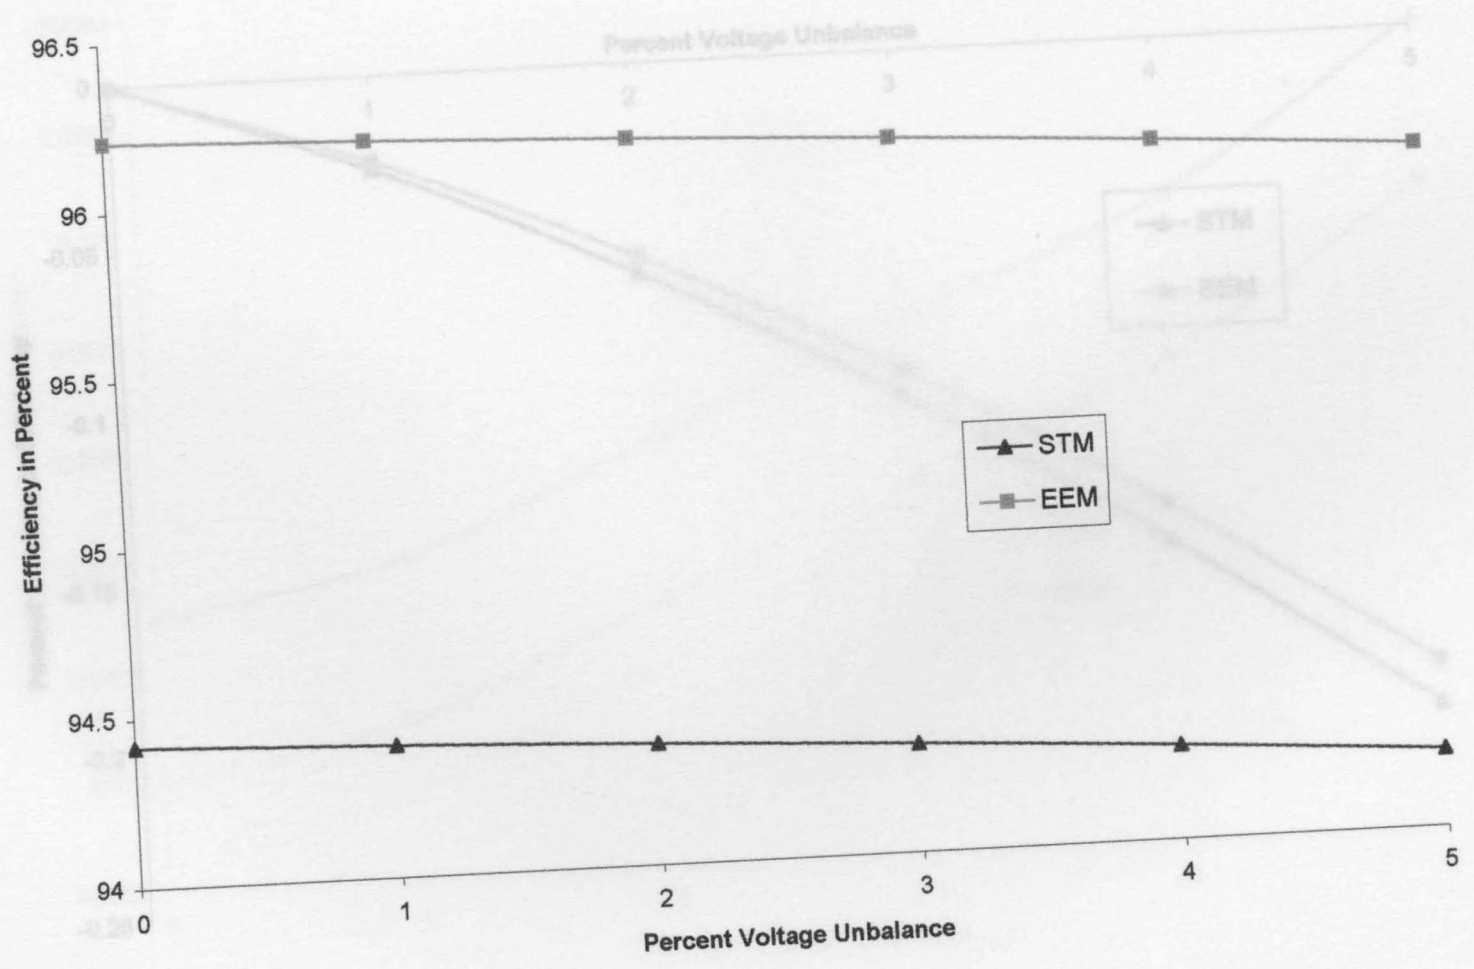 Percent Voltage Unbalance
0 1 2 3 4 5
96.5
96
95.5
95
94.5
94
-0.05
-0.1
-0.15
-0.2
-0.25
Efficiency in Percent
STM
EEM
STM
EEM
0 1 2 3 4 5
Percent Voltage Unbalance